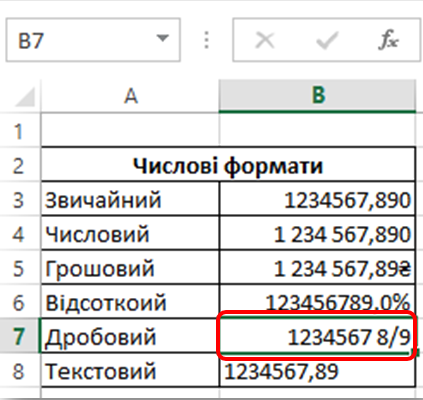 B7 fx
A B
1
2 Числові формати
3 Звичайний 1234567,890
4 Числовий 1 234 567,890
5 Грошовий 1 234 567,89₴
6 Відсоткоий 123456789,0%
7 Дробовий 1234567 8/9
8 Текстовий 1234567,89